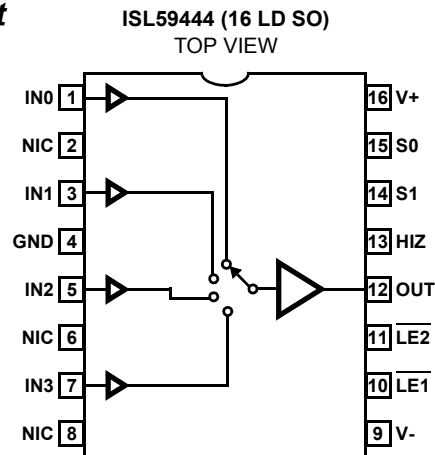 t
ISL59444 (16 LD SO)
TOP VIEW
IN0 1
NIC 2
IN1 3
GND 4
IN2 5
NIC 6
IN3 7
NIC 8
16 V+
15 S0
14 S1
13 HIZ
12 OUT
11 LE2
10 LE1
9 V-